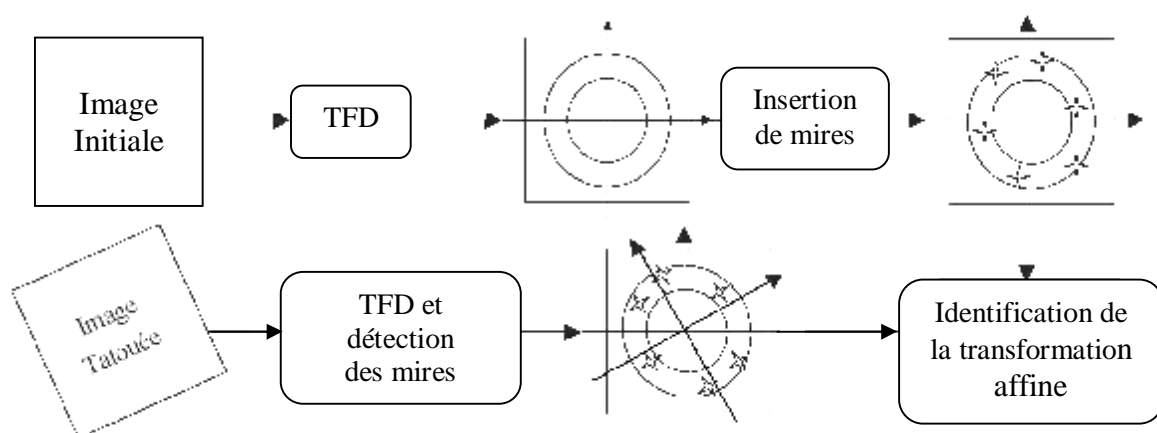 Image
Initiale
TFD
Insertion
de mires
Image
Tatouée
TFD et
détection
des mires
Identification de
la transformation
affine